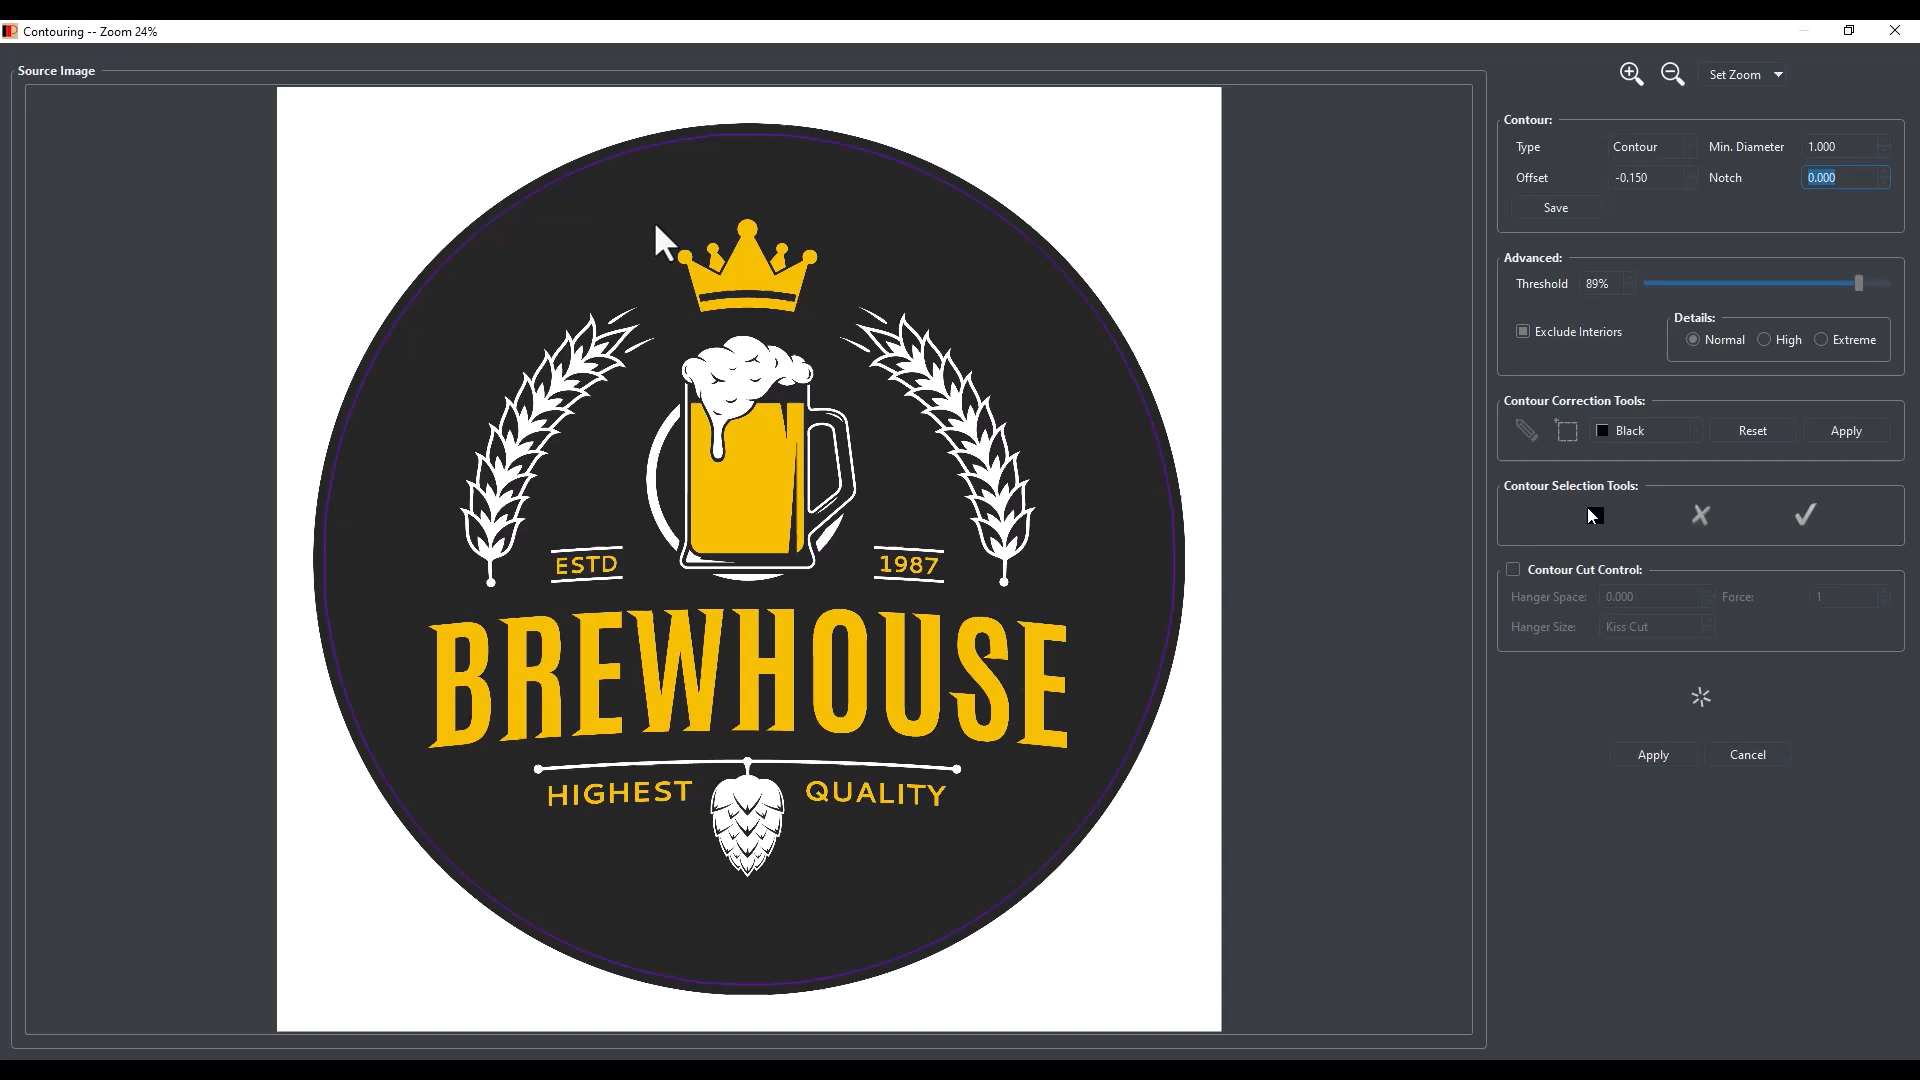 Contouring -- Zoom 24%
Source Image
Set Zoom
Contour:
Type Contour Min. Diameter 1.000
Offset -0.150 Notch 0.000
Save
Advanced:
Threshold 89%
Exclude Interiors
Details:
Normal High Extreme
Contour Correction Tools:
Black Reset Apply
Contour Selection Tools:
Contour Cut Control:
Hanger Space: 0.000 Force: 1
Hanger Size: Kiss Cut
Apply Cancel
ESTD 1987
BREWHOUSE
HIGHEST QUALITY